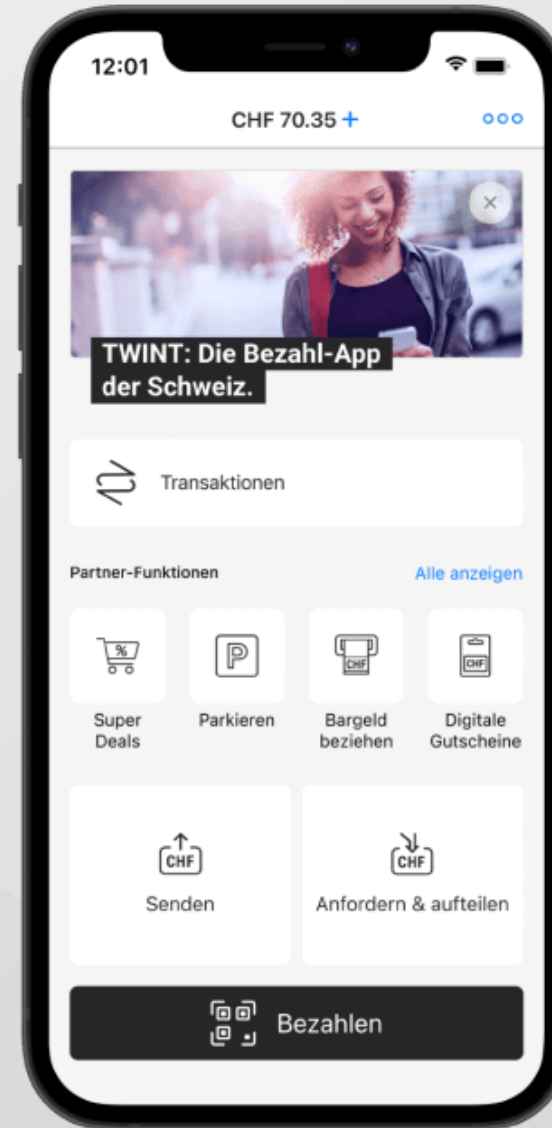 12:01
CHF 70.35 +
TWINT: Die Bezahl-App
der Schweiz.
Transaktionen
Partner-Funktionen Alle anzeigen
%
P
CHF
CHF
Super
Deals
Parkieren
Bargeld
beziehen
Digitale
Gutscheine
CHF
Senden
CHF
Anfordern & aufteilen
Bezahlen